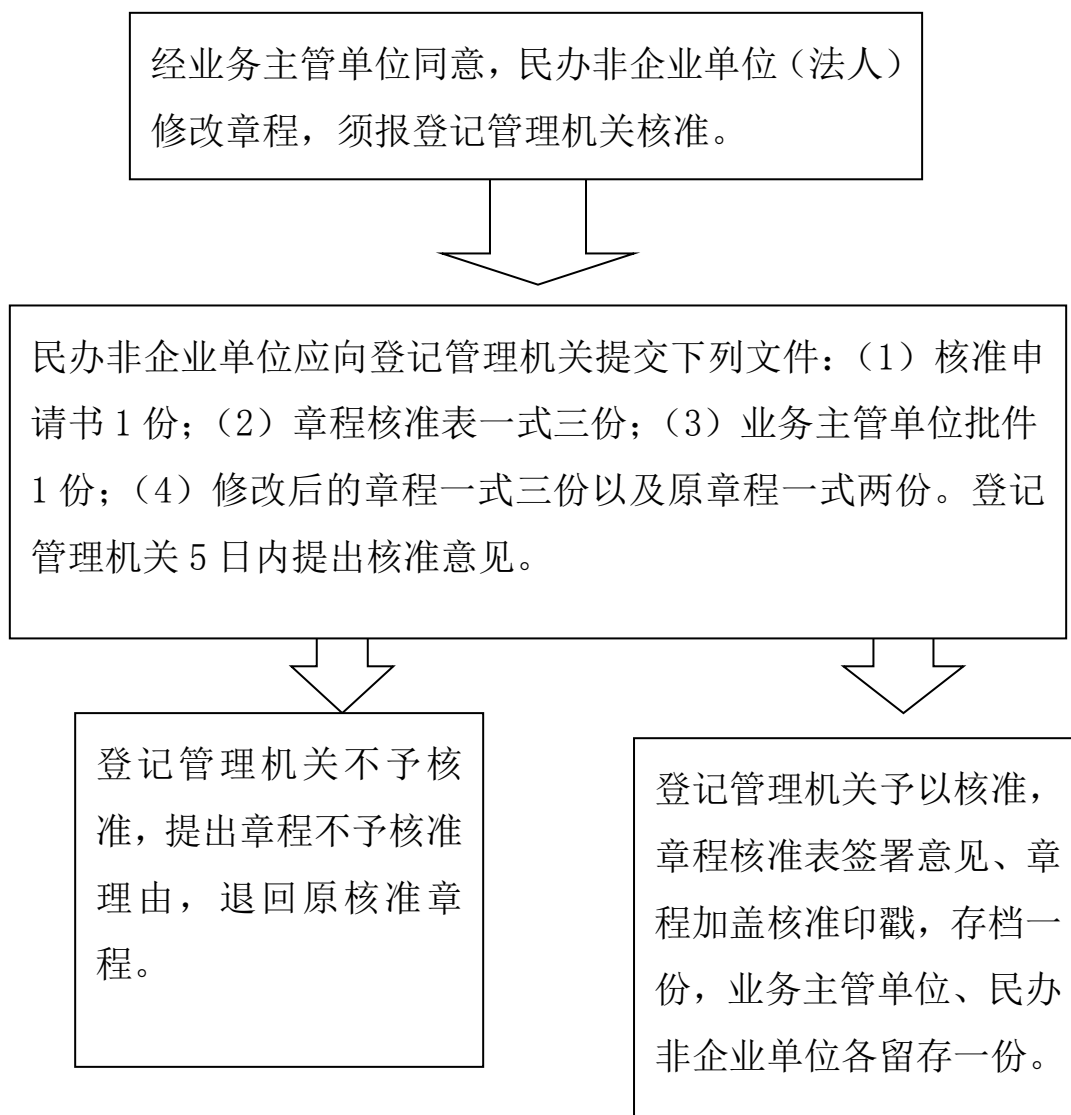 经业务主管单位同意，民办非企业单位（法人）
修改章程，须报登记管理机关核准。
民办非企业单位应向登记管理机关提交下列文件：（1）核准申
请书 1 份；（2）章程核准表一式三份；（3）业务主管单位批件
1 份；（4）修改后的章程一式三份以及原章程一式两份。登记
管理机关 5 日内提出核准意见。
登记管理机关不予核
准，提出章程不予核准
理由，退回原核准章
程。
登记管理机关予以核准，
章程核准表签署意见、章
程加盖核准印戳，存档一
份，业务主管单位、民办
非企业单位各留存一份。